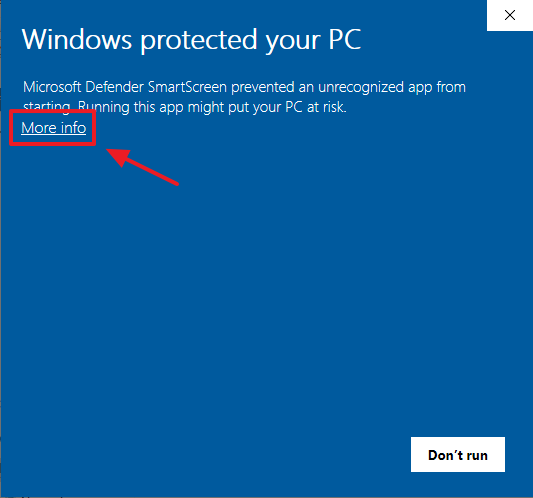 Windows protected your PC
Microsoft Defender SmartScreen prevented an unrecognized app from
starting. Running this app might put your PC at risk.
More info
Don't run